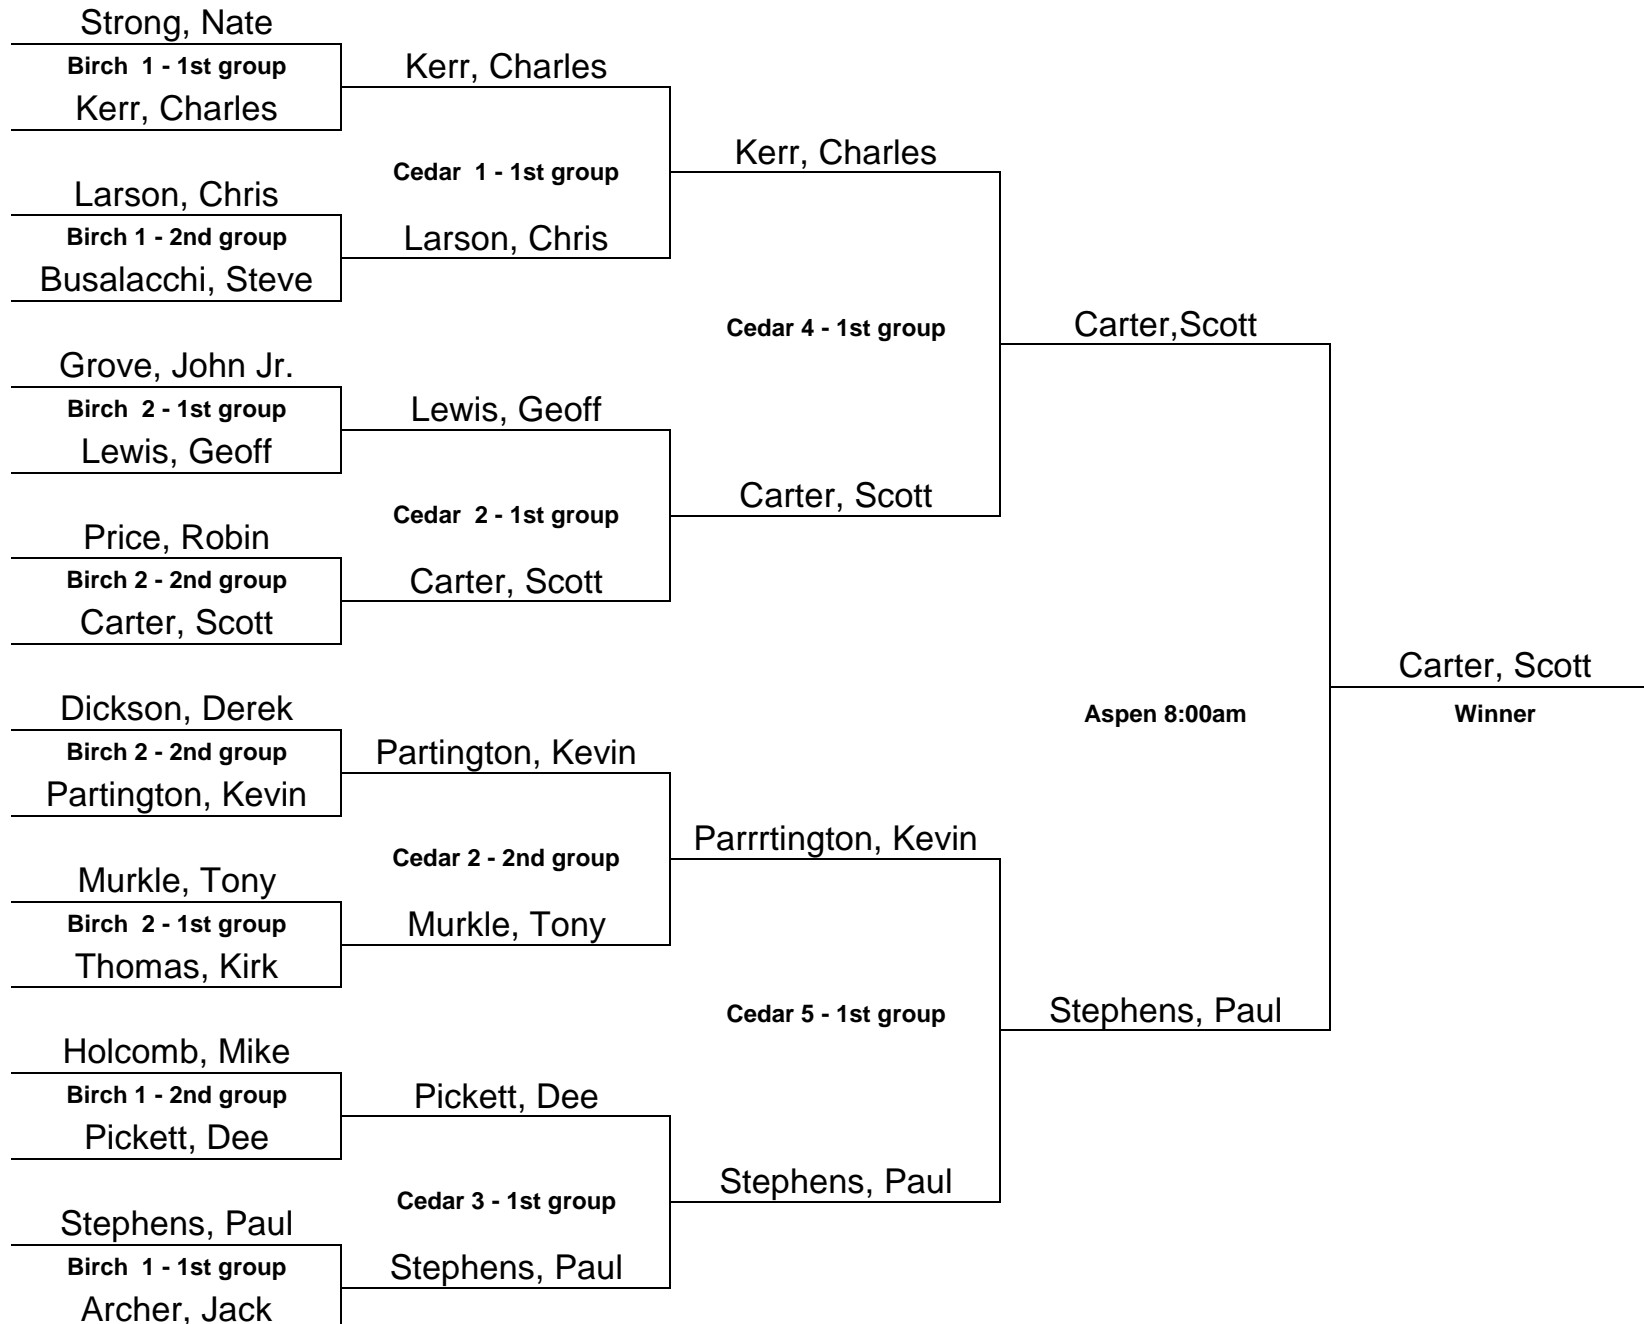 Strong, Nate
Birch 1 - 1st group
Kerr, Charles
Larson, Chris
Birch 1 - 2nd group
Busalacchi, Steve
Grove, John Jr.
Birch 2 - 1st group
Lewis, Geoff
Price, Robin
Birch 2 - 2nd group
Carter, Scott
Dickson, Derek
Birch 2 - 2nd group
Partington, Kevin
Murkle, Tony
Birch 2 - 1st group
Thomas, Kirk
Holcomb, Mike
Birch 1 - 2nd group
Pickett, Dee
Stephens, Paul
Birch 1 - 1st group
Archer, Jack
Kerr, Charles
Cedar 1 - 1st group
Larson, Chris
Lewis, Geoff
Cedar 2 - 1st group
Carter, Scott
Partington, Kevin
Cedar 2 - 2nd group
Murkle, Tony
Pickett, Dee
Cedar 3 - 1st group
Stephens, Paul
Kerr, Charles
Cedar 4 - 1st group
Carter, Scott
Parrrtington, Kevin
Cedar 5 - 1st group
Stephens, Paul
Carter,Scott
Aspen 8:00am
Stephens, Paul
Carter, Scott
Winner